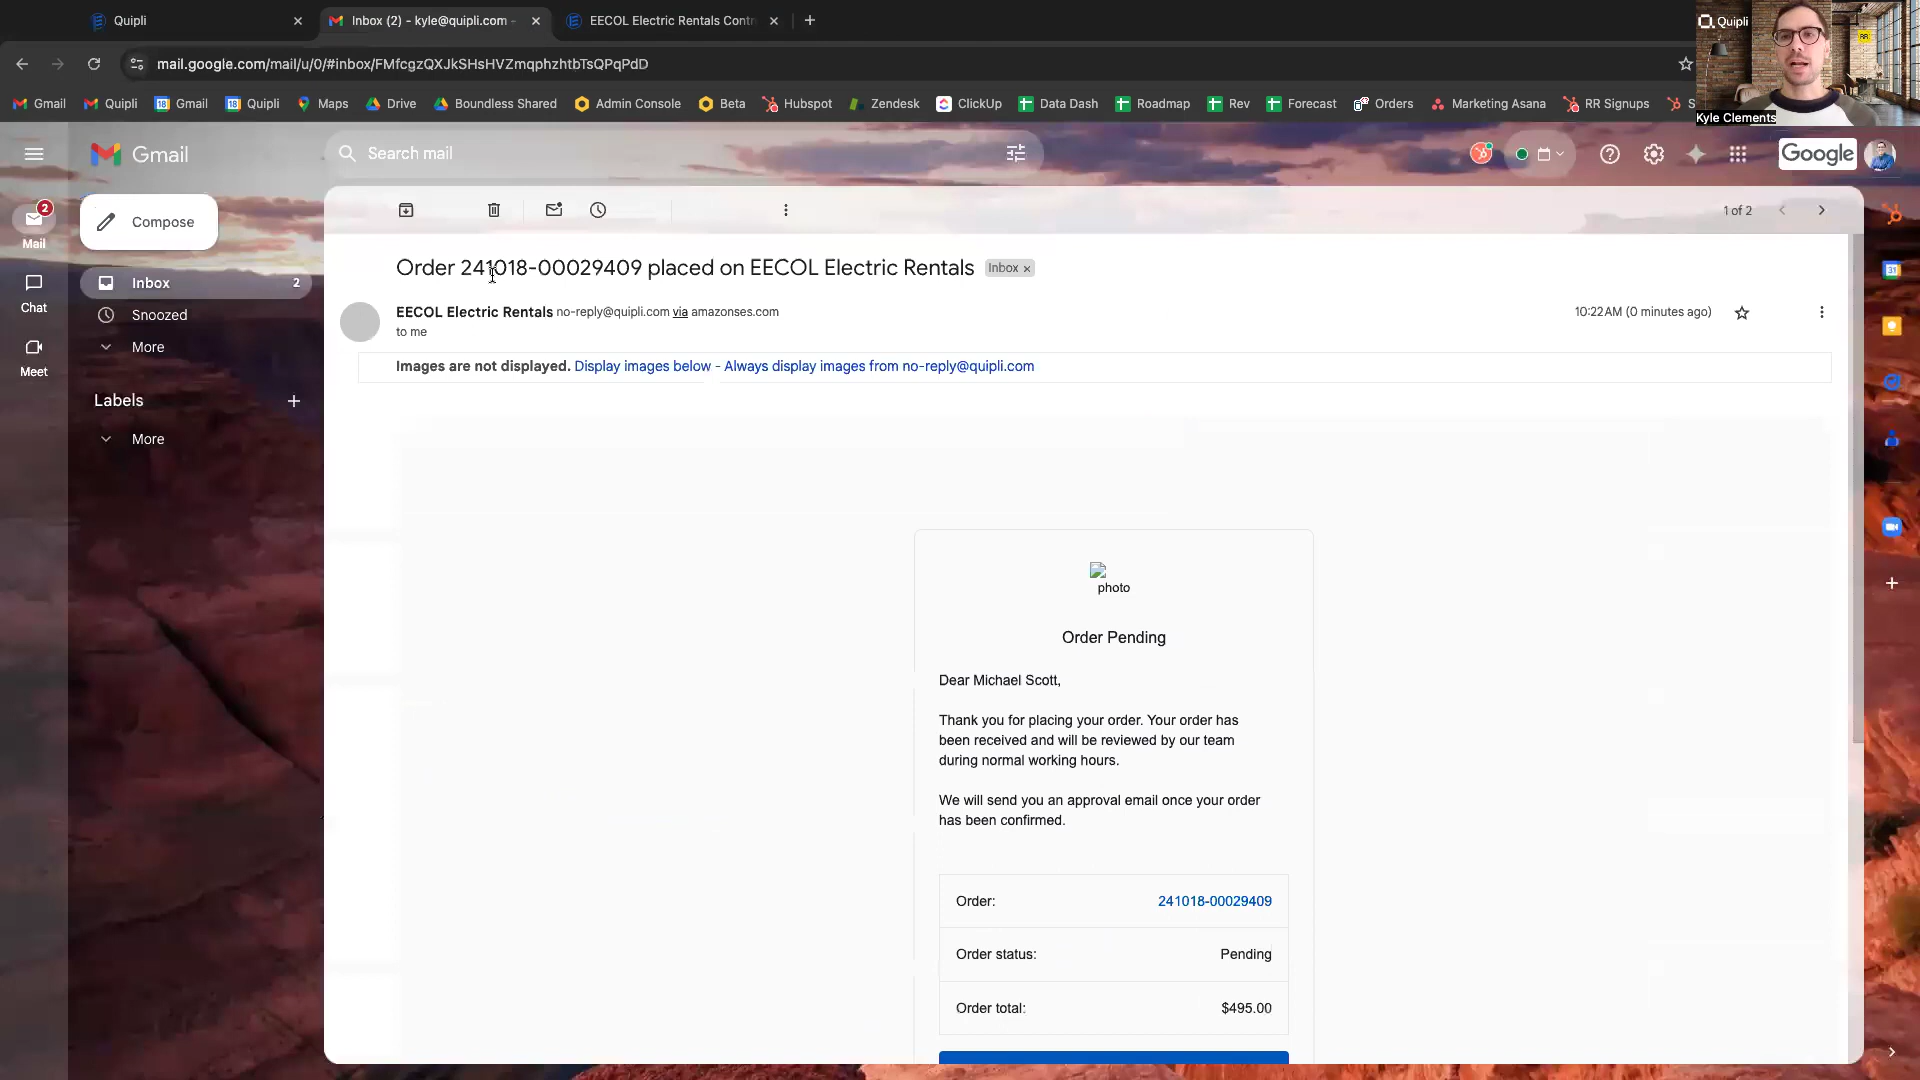 Quipli
Inbox (2) - kyle@quipli.com -
EECOL Electric Rentals Contr
mail.google.com/mail/u/0/#inbox/FMfcgzQXJkSHsHVZmqphzhtbTsQPqPdD
Gmail
Quipli
Gmail
Quipli
Maps
Drive
Boundless Shared
Admin Console
Beta
Hubspot
Zendesk
ClickUp
Data Dash
Roadmap
Rev
Forecast
Orders
Marketing Asana
RR Signups
S
Quipli
RR
Kyle Clements
Gmail
Search mail
Google
2
Mail
Chat
Meet
Compose
Inbox 2
Snoozed
More
Labels
More
1 of 2
Order 241018-00029409 placed on EECOL Electric Rentals
Inbox
EECOL Electric Rentals no-reply@quipli.com via amazonses.com
10:22 AM (0 minutes ago)
to me
Images are not displayed. Display images below - Always display images from no-reply@quipli.com
photo
Order Pending
Dear Michael Scott,
Thank you for placing your order. Your order has
been received and will be reviewed by our team
during normal working hours.
We will send you an approval email once your order
has been confirmed.
Order: 241018-00029409
Order status: Pending
Order total: $495.00